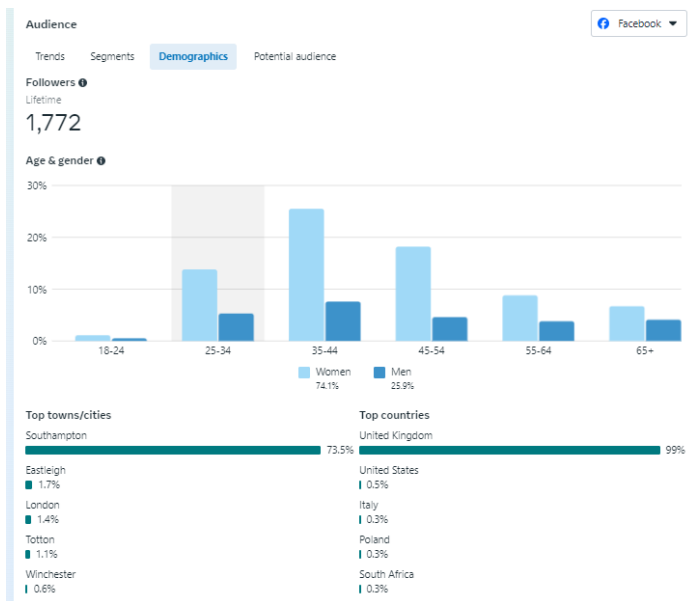 Audience
Facebook
Trends Segments Demographics Potential audience
Followers
Lifetime
1,772
Age & gender
30%
20%
10%
0%
18-24 25-34 35-44 45-54 55-64 65+
Women Men
74.1% 25.9%
Top towns/cities
Southampton
73.5%
Eastleigh
1.7%
London
1.4%
Totton
1.1%
Winchester
0.6%
Top countries
United Kingdom
99%
United States
0.5%
Italy
0.3%
Poland
0.3%
South Africa
0.3%